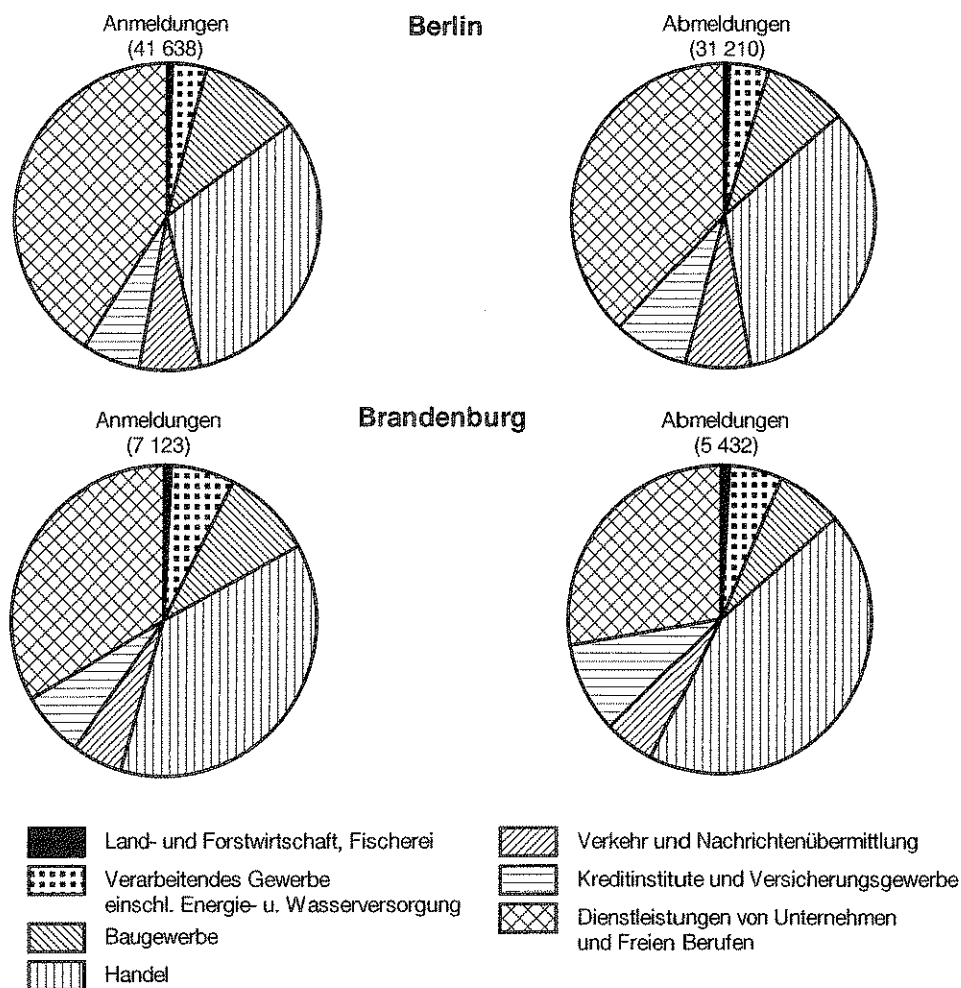 Berlin
Anmeldungen
(41 638)
Abmeldungen
(31 210)
Brandenburg
Anmeldungen
(7 123)
Abmeldungen
(5 432)
Land- und Forstwirtschaft, Fischerei
Verarbeitendes Gewerbe
einschl. Energie- u. Wasserversorgung
Baugewerbe
Handel
Verkehr und Nachrichtenübermittlung
Kreditinstitute und Versicherungsgewerbe
Dienstleistungen von Unternehmen
und Freien Berufen